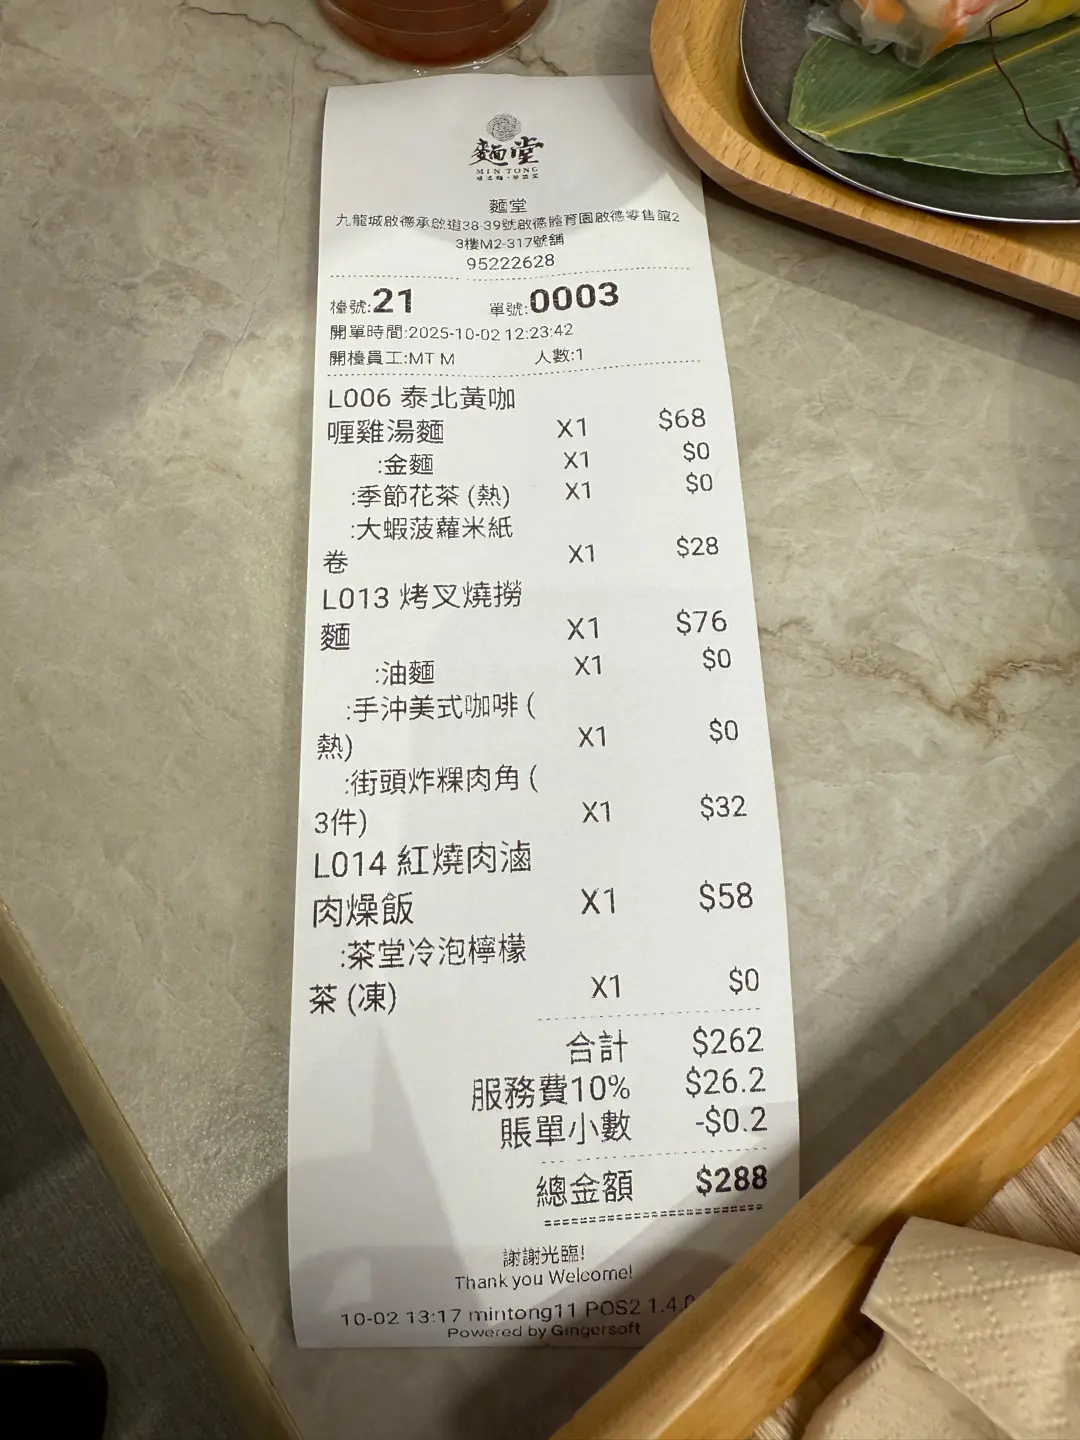 麵堂
MIN TONG
麵堂
九龍城啟德承啟道38-39號啟德體育園啟德零售館2
3樓M2-317號舖
95222628
檯號:21 單號:0003
開單時間:2025-10-02 12:23:42
開檯員工:MT M 人數:1
L006 泰北黃咖
喱雞湯麵 X1 $68
:金麵 X1 $0
:季節花茶 (熱) X1 $0
:大蝦菠蘿米紙
卷 X1 $28
L013 烤叉燒撈
麵 X1 $76
:油麵 X1 $0
:手沖美式咖啡 (
熱) X1 $0
:街頭炸粿肉角 (
3件) X1 $32
L014 紅燒肉滷
肉燥飯 X1 $58
:茶堂冷泡檸檬
茶 (凍) X1 $0
合計 $262
服務費10% $26.2
賬單小數 -$0.2
總金額 $288
謝謝光臨!
Thank you Welcome!
10-02 13:17 mintong11 POS2 1.4.0
Powered by Gingersoft